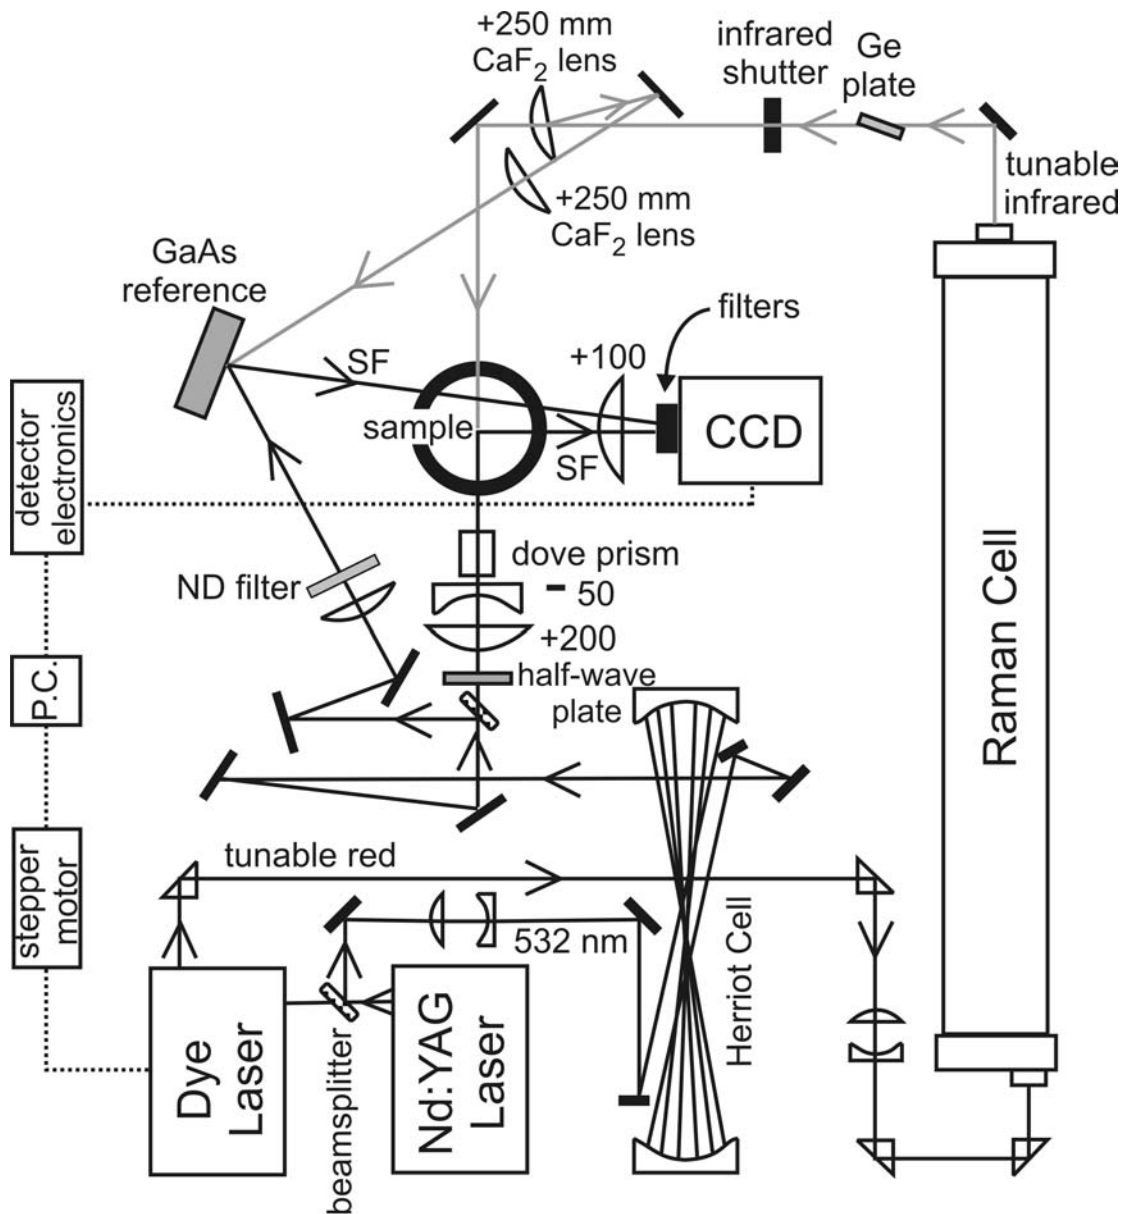 +250 mm
CaF2 lens
infrared
shutter
Ge
plate
tunable
infrared
+250 mm
CaF2 lens
GaAs
reference
filters
SF
+100
sample
CCD
SF
detector
electronics
dove prism
- 50
ND filter
+200
half-wave
plate
P.C.
Raman Cell
tunable red
stepper
motor
532 nm
Herriot Cell
Dye
Laser
beamsplitter
Nd:YAG
Laser